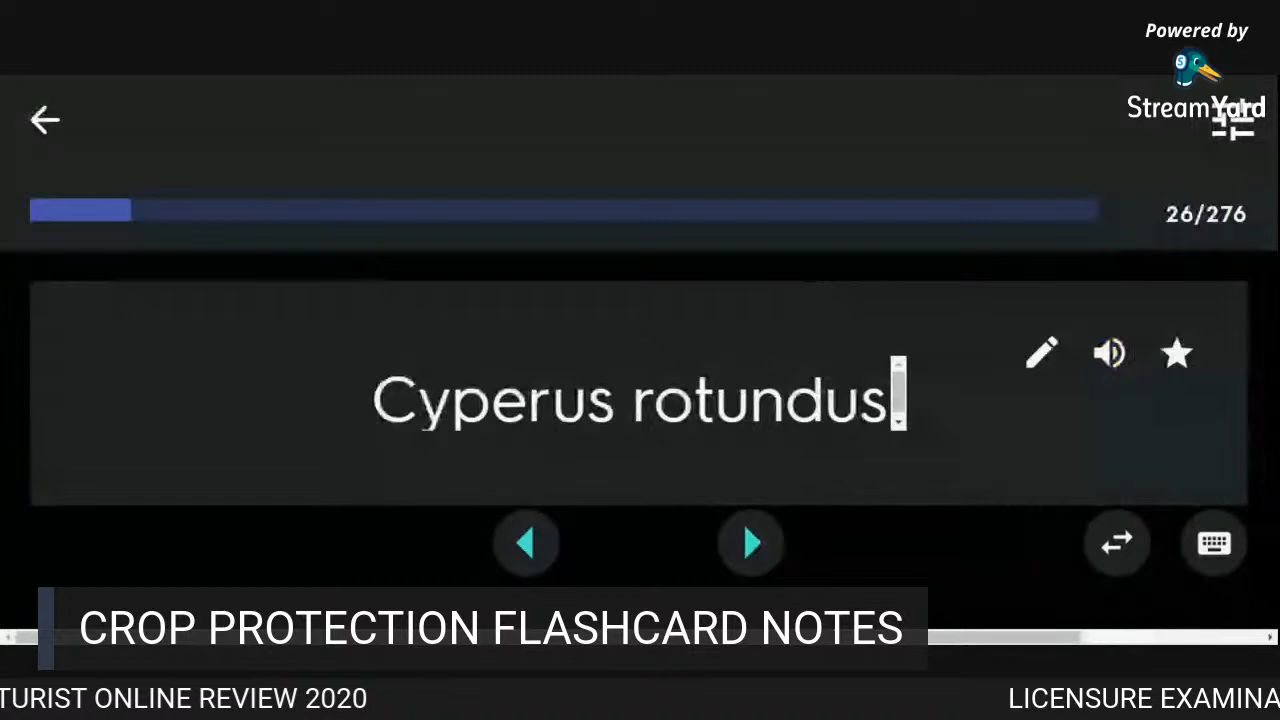 Powered by
StreamYard
26/276
Cyperus rotundus
CROP PROTECTION FLASHCARD NOTES
TURIST ONLINE REVIEW 2020
LICENSURE EXAMINA